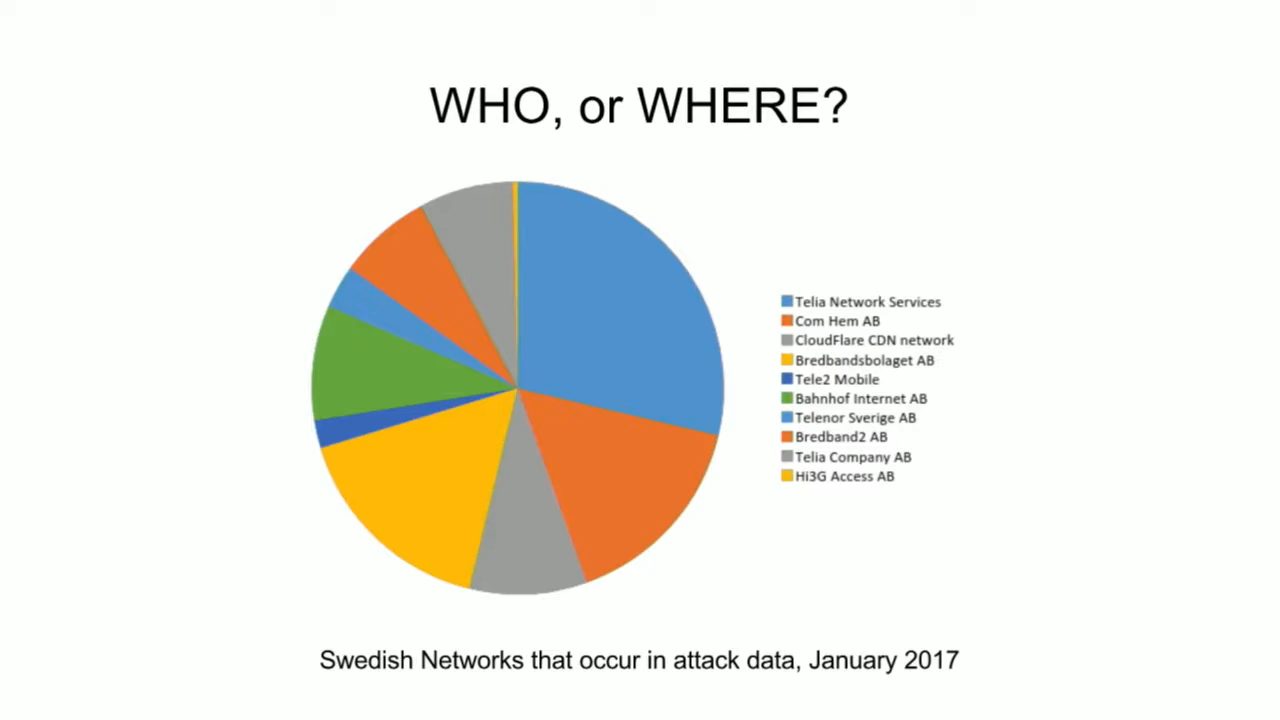 WHO, or WHERE?
Telia Network Services
Com Hem AB
CloudFlare CDN network
Bredbandsbolaget AB
Tele2 Mobile
Bahnhof Internet AB
Telenor Sverige AB
Bredband2 AB
Telia Company AB
Hi3G Access AB
Swedish Networks that occur in attack data, January 2017